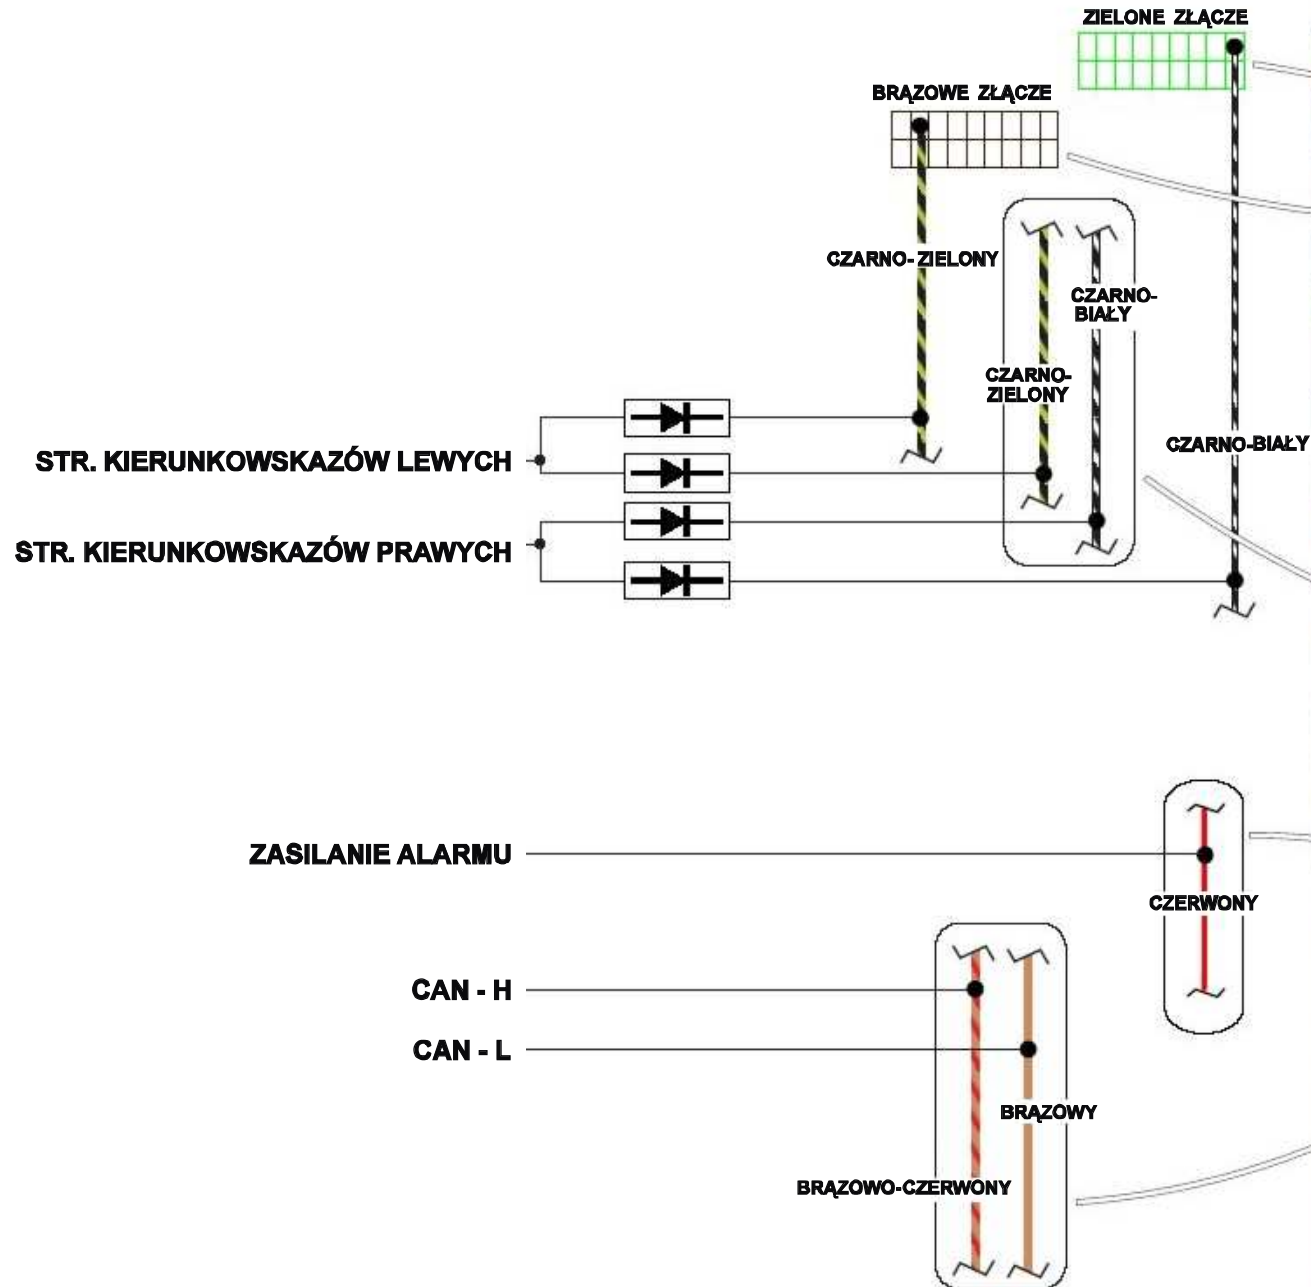 ZIELONE ZŁĄCZE
BRĄZOWE ZŁĄCZE
CZARNO-ZIELONY
CZARNO-
BIAŁY
CZARNO-
ZIELONY
CZARNO-BIAŁY
STR. KIERUNKOWSKAZÓW LEWYCH
STR. KIERUNKOWSKAZÓW PRAWYCH
ZASILANIE ALARMU
CZERWONY
CAN - H
CAN - L
BRĄZOWY
BRĄZOWO-CZERWONY